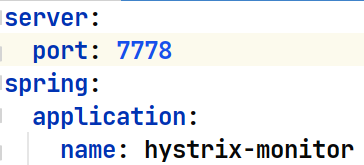 server:
  port: 7778
spring:
  application:
    name: hystrix-monitor